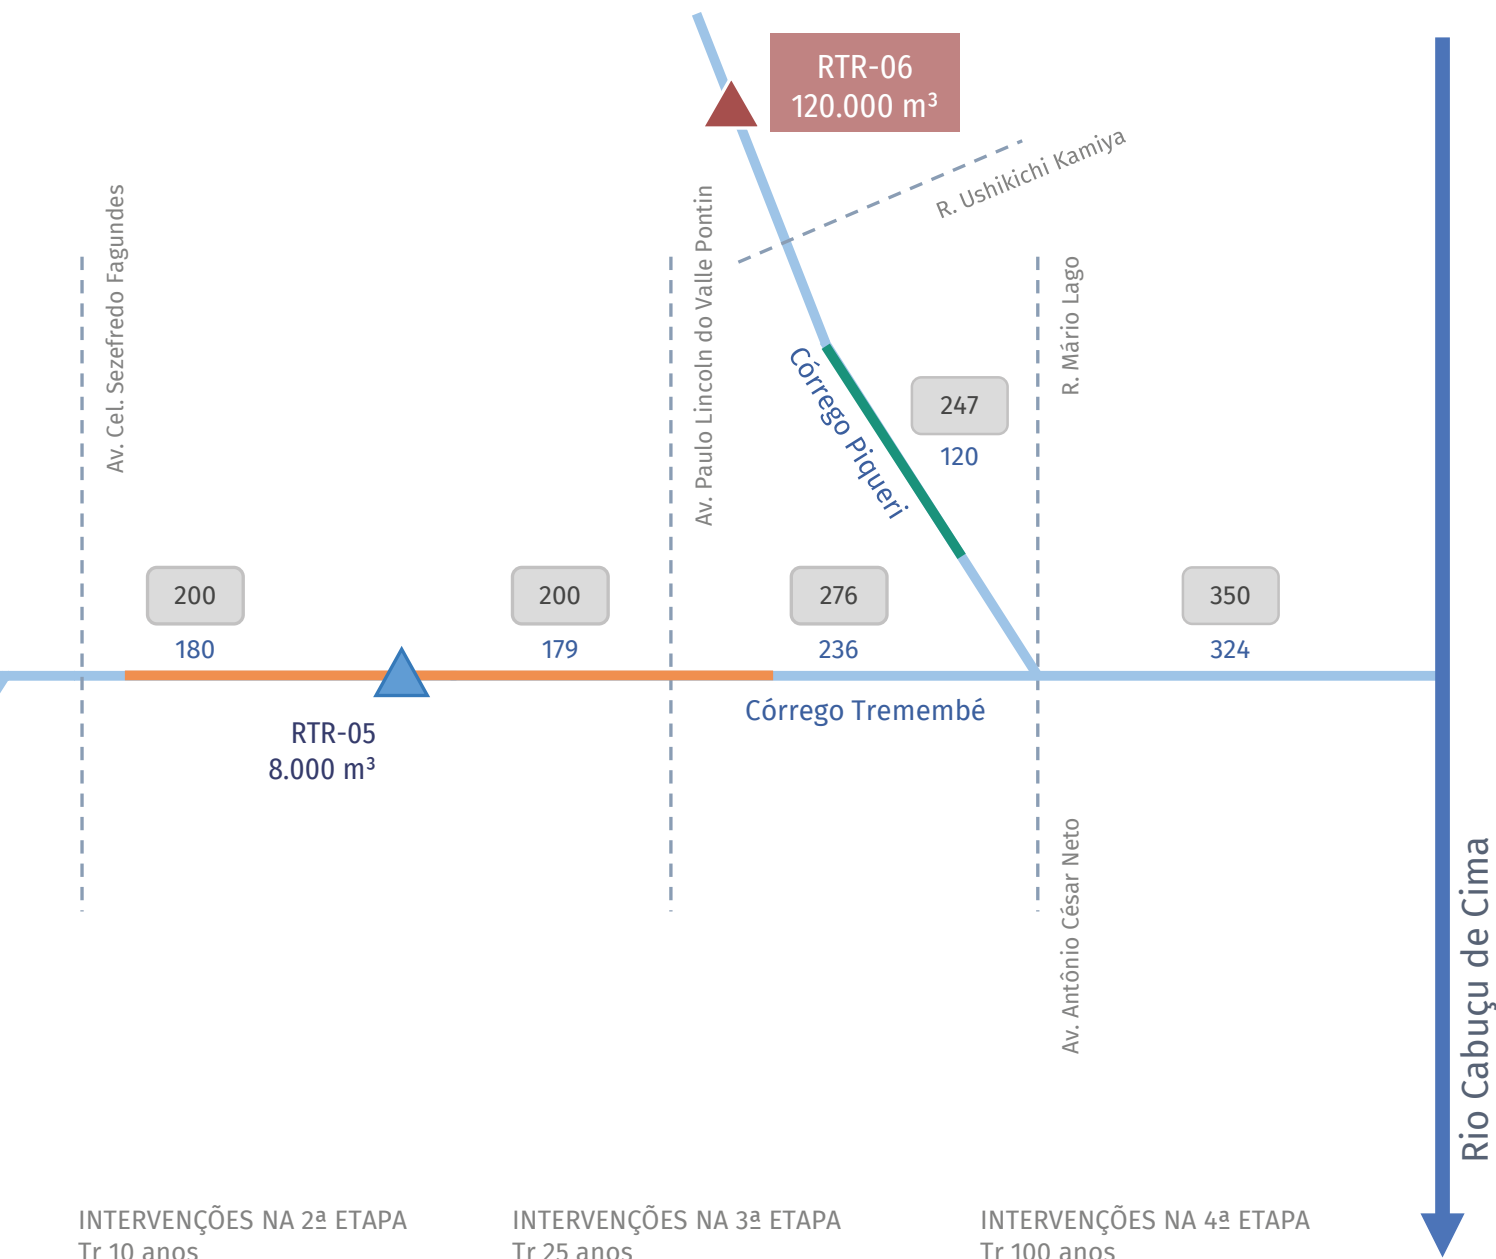 RTR-06
120.000 m³
R. Ushikichi Kamiya
Av. Cel. Sezefredo Fagundes
Av. Paulo Lincoln do Valle Pontin
R. Mário Lago
Córrego Piqueri
247
120
200
180
200
179
276
236
350
324
Córrego Tremembé
RTR-05
8.000 m³
Av. Antônio César Neto
Rio Cabuçu de Cima
INTERVENÇÕES NA 2ª ETAPA
Tr 10 anos
INTERVENÇÕES NA 3ª ETAPA
Tr 25 anos
INTERVENÇÕES NA 4ª ETAPA
Tr 100 anos